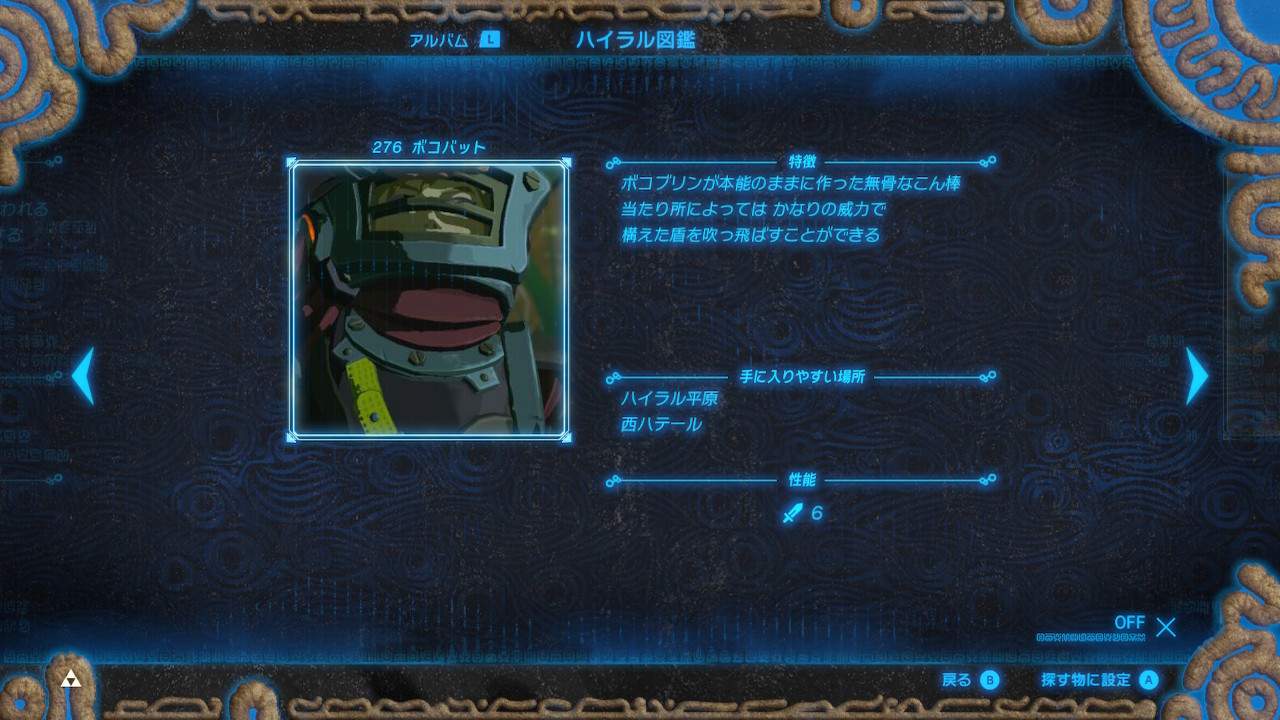 アルバム L
ハイラル図鑑
276 ボコバット
特徴
ボコブリンが本能のままに作った無骨なこん棒
当たり所によっては かなりの威力で
構えた盾を吹っ飛ばすことができる
手に入りやすい場所
ハイラル平原
西ハテール
性能
6
OFF
戻る B
探す物に設定 A